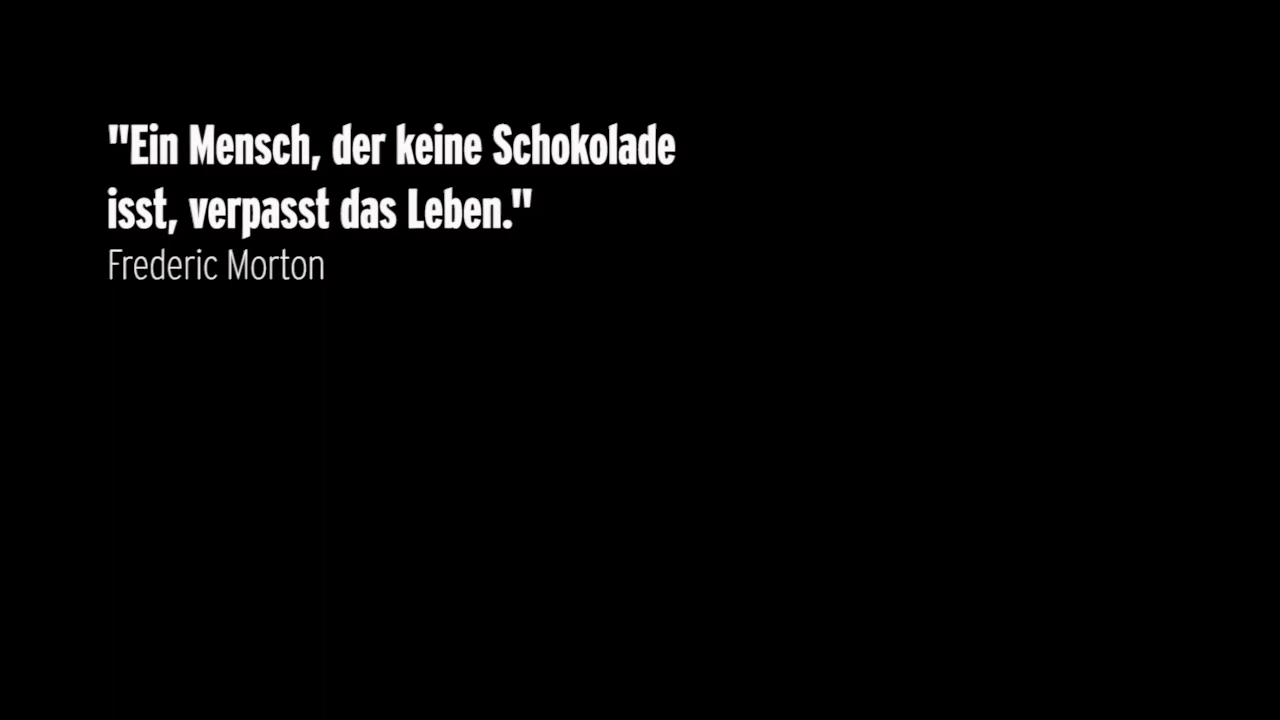 "Ein Mensch, der keine Schokolade
isst, verpasst das Leben."
Frederic Morton